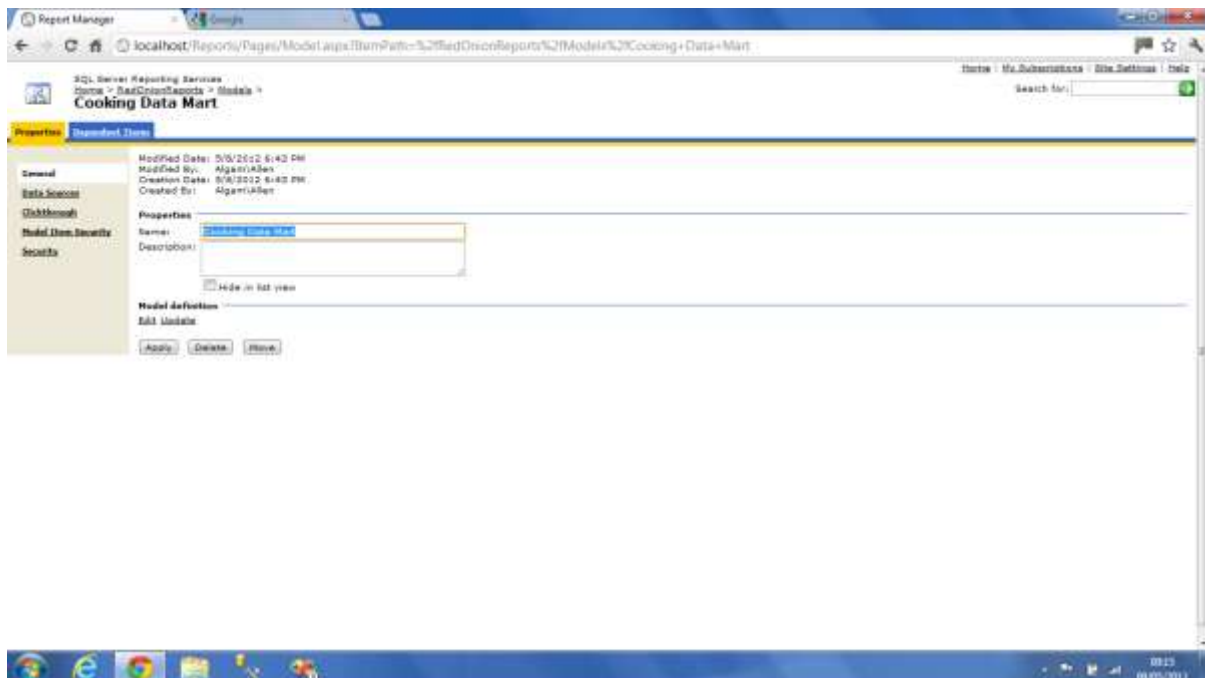 Report Manager
Google
localhost/Reports/Pages/Model.aspx?ItemPath=%2fRedOnionReports%2fModels%2fCooking+Data+Mart
SQL Server Reporting Services
Home > RedOnionReports > Models >
Cooking Data Mart
Home | My Subscriptions | Site Settings | Help
Search for:
Properties
Dependent Items
General
Data Sources
Clickthrough
Model Item Security
Security
Modified Date: 5/8/2012 6:43 PM
Modified By:
Creation Date: 5/8/2012 6:43 PM
Created By:
Properties
Name: Cooking Data Mart
Description:
Hide in list view
Model definition
Edit Update
Apply Delete Move